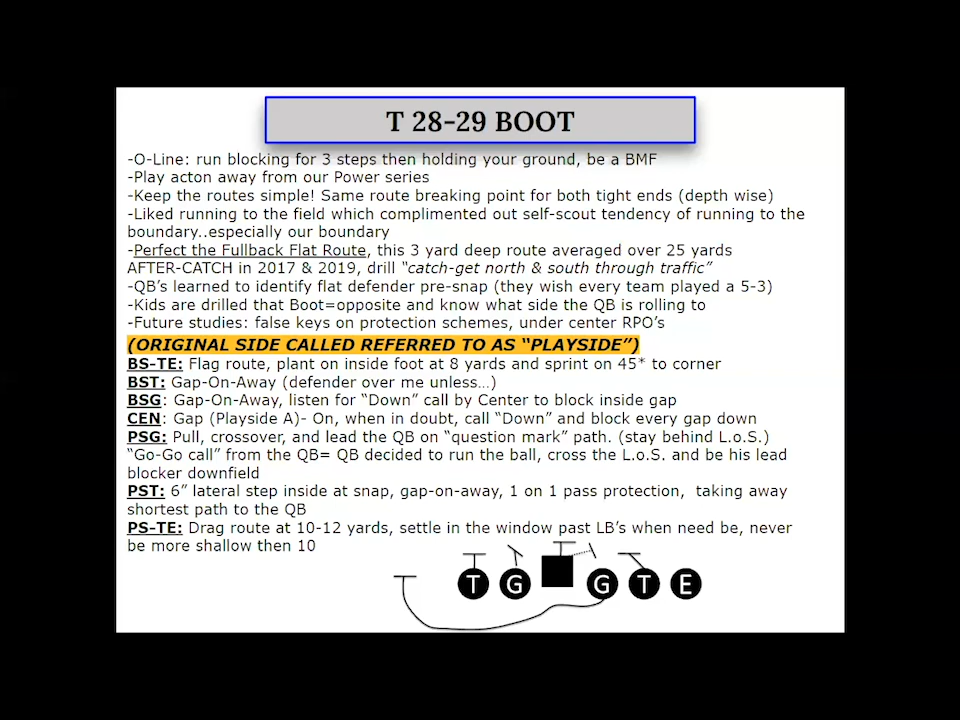 T 28-29 BOOT
-O-Line: run blocking for 3 steps then holding your ground, be a BMF
-Play acton away from our Power series
-Keep the routes simple! Same route breaking point for both tight ends (depth wise)
-Liked running to the field which complimented out self-scout tendency of running to the
boundary..especially our boundary
-Perfect the Fullback Flat Route, this 3 yard deep route averaged over 25 yards
AFTER-CATCH in 2017 & 2019, drill “catch-get north & south through traffic”
-QB’s learned to identify flat defender pre-snap (they wish every team played a 5-3)
-Kids are drilled that Boot=opposite and know what side the QB is rolling to
-Future studies: false keys on protection schemes, under center RPO’s
(ORIGINAL SIDE CALLED REFERRED TO AS “PLAYSIDE”)
BS-TE: Flag route, plant on inside foot at 8 yards and sprint on 45* to corner
BST: Gap-On-Away (defender over me unless…)
BSG: Gap-On-Away, listen for “Down” call by Center to block inside gap
CEN: Gap (Playside A)- On, when in doubt, call “Down” and block every gap down
PSG: Pull, crossover, and lead the QB on “question mark” path. (stay behind L.o.S.)
“Go-Go call” from the QB= QB decided to run the ball, cross the L.o.S. and be his lead
blocker downfield
PST: 6” lateral step inside at snap, gap-on-away, 1 on 1 pass protection, taking away
shortest path to the QB
PS-TE: Drag route at 10-12 yards, settle in the window past LB’s when need be, never
be more shallow then 10
T G G T E